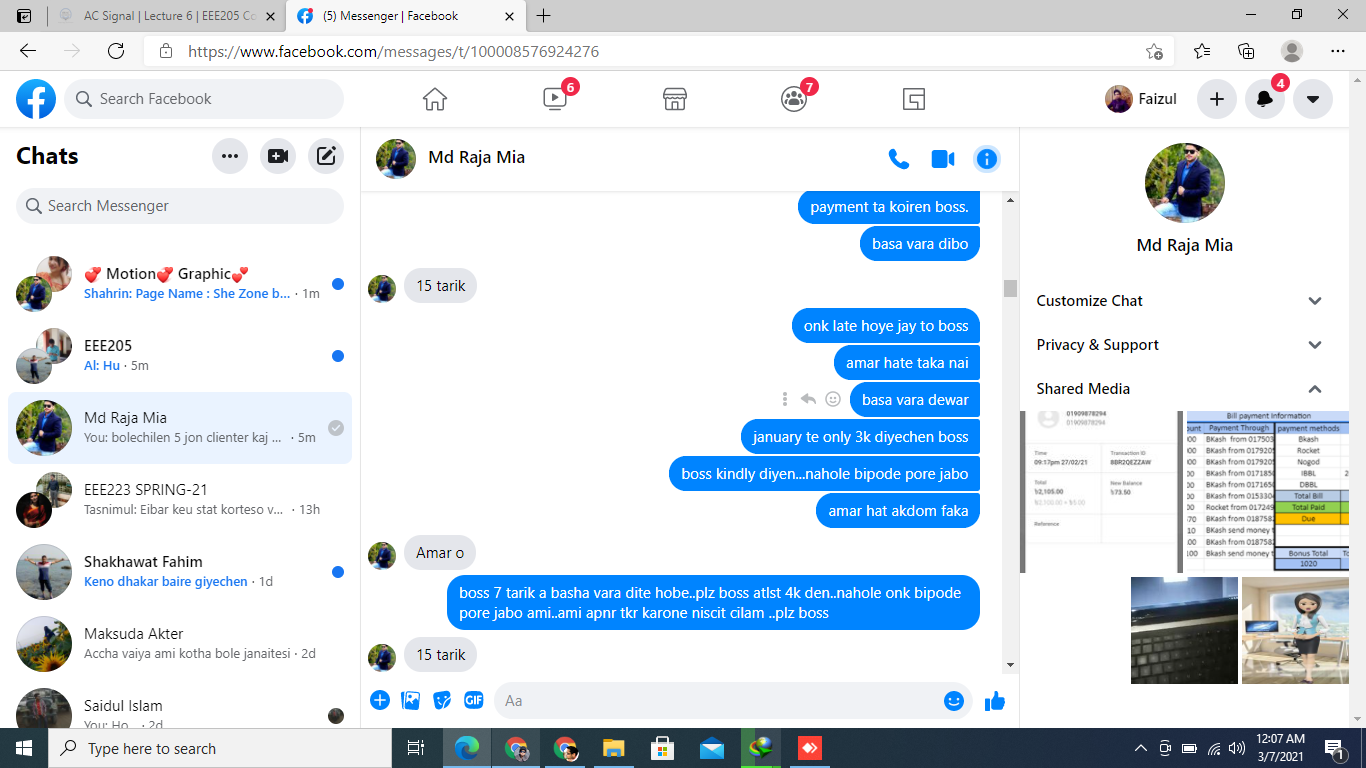 AC Signal | Lecture 6 | EEE205 Co
(5) Messenger | Facebook
https://www.facebook.com/messages/t/100008576924276
Search Facebook
6
7
Faizul
4
Chats
Search Messenger
💕 Motion💕 Graphic💕
Shahrin: Page Name : She Zone b... · 1m
EEE205
Al: Hu · 5m
Md Raja Mia
You: bolechilen 5 jon clienter kaj ... · 5m
EEE223 SPRING-21
Tasnimul: Eibar keu stat korteso v... · 13h
Shakhawat Fahim
Keno dhakar baire giyechen · 1d
Maksuda Akter
Accha vaiya ami kotha bole janaitesi · 2d
Saidul Islam
You: Ho... · 2d
Md Raja Mia
payment ta koiren boss.
basa vara dibo
15 tarik
onk late hoye jay to boss
amar hate taka nai
basa vara dewar
january te only 3k diyechen boss
boss kindly diyen...nahole bipode pore jabo
amar hat akdom faka
Amar o
boss 7 tarik a basha vara dite hobe..plz boss atlst 4k den..nahole onk bipode
pore jabo ami..ami apnr tkr karone niscit cilam ..plz boss
15 tarik
GIF
Aa
Md Raja Mia
Customize Chat
Privacy & Support
Shared Media
01909878294
01909878294
Time
Transaction ID
09:17pm 27/02/21
8BR2QEZZAW
Total
New Balance
৳2,105.00
৳73.50
৳2,100.00 + ৳5.00
Reference
Bill payment Information
unt Payment Through payment methods
00 BKash from 017503 Bkash
00 BKash from 017920 Rocket
00 BKash from 017920 Nogod
00 BKash from 017185 IBBL 2
00 BKash from 017165 DBBL
00 BKash from 015330 Total Bill
00 Rocket from 01724 Total Paid
70 BKash from 018758 Due
10 BKash send money t
00 BKash from 018758
100 Bkash send money t Bonus Total To
1020
Type here to search
12:07 AM
3/7/2021
1